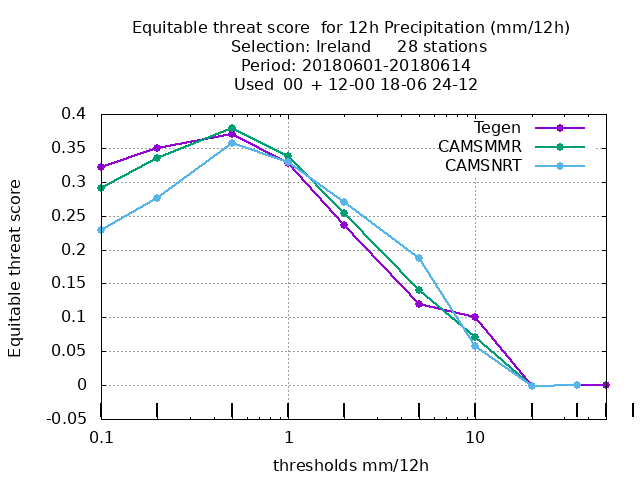 Equitable threat score  for 12h Precipitation (mm/12h)
Selection: Ireland     28 stations
Period: 20180601-20180614
Used  00  + 12-00 18-06 24-12
Tegen
CAMSMMR
CAMSNRT
0.4
0.35
0.3
0.25
0.2
0.15
0.1
0.05
0
-0.05
Equitable threat score
0.1
1
10
thresholds mm/12h